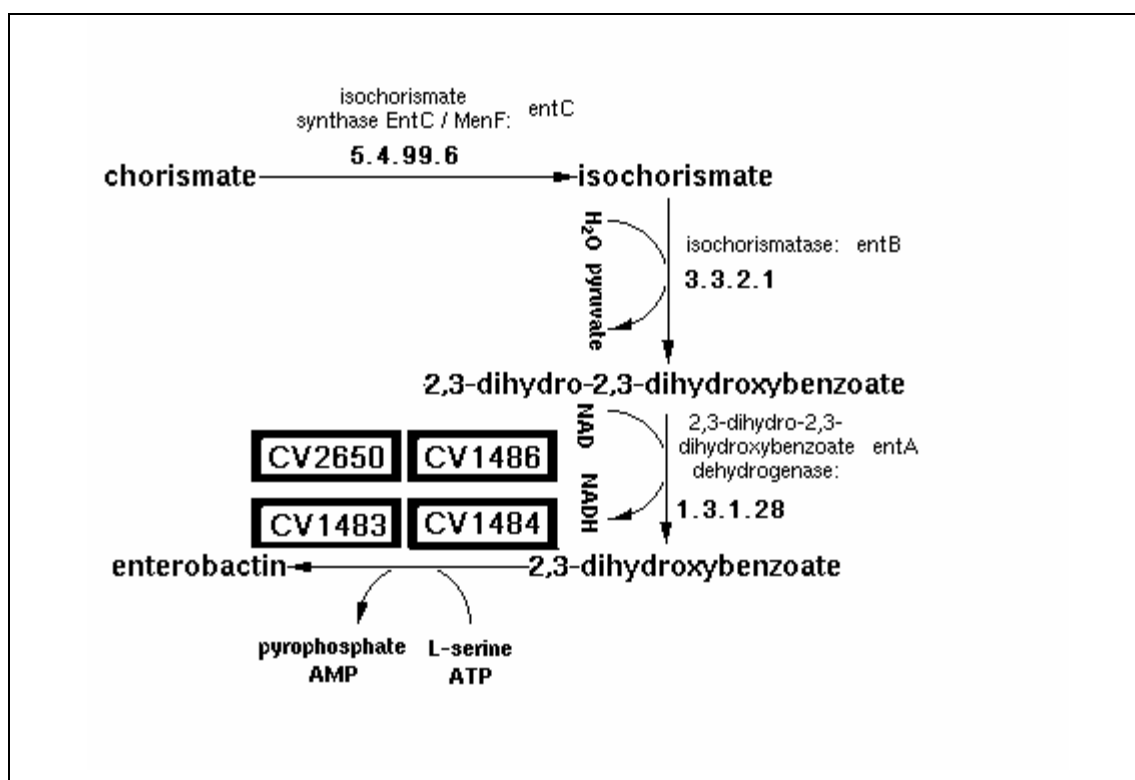 isochorismate
synthase EntC / MenF: entC
5.4.99.6
chorismate isochorismate
H₂O pyruvate
isochorismatase: entB
3.3.2.1
2,3-dihydro-2,3-dihydroxybenzoate
NAD NADH
2,3-dihydro-2,3-
dihydroxybenzoate entA
dehydrogenase:
1.3.1.28
CV2650 CV1486
CV1483 CV1484
enterobactin 2,3-dihydroxybenzoate
pyrophosphate L-serine
AMP ATP